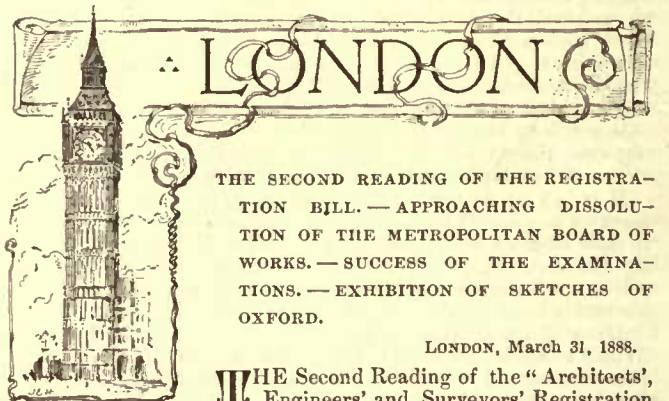 ∴ LONDON
THE SECOND READING OF THE REGISTRA–
TION BILL. — APPROACHING DISSOLU–
TION OF THE METROPOLITAN BOARD OF
WORKS. — SUCCESS OF THE EXAMINA–
TIONS. — EXHIBITION OF SKETCHES OF
OXFORD.
LONDON, March 31, 1888.
THE Second Reading of the “Architects’,
Engineers’ and Surveyors’ Registration